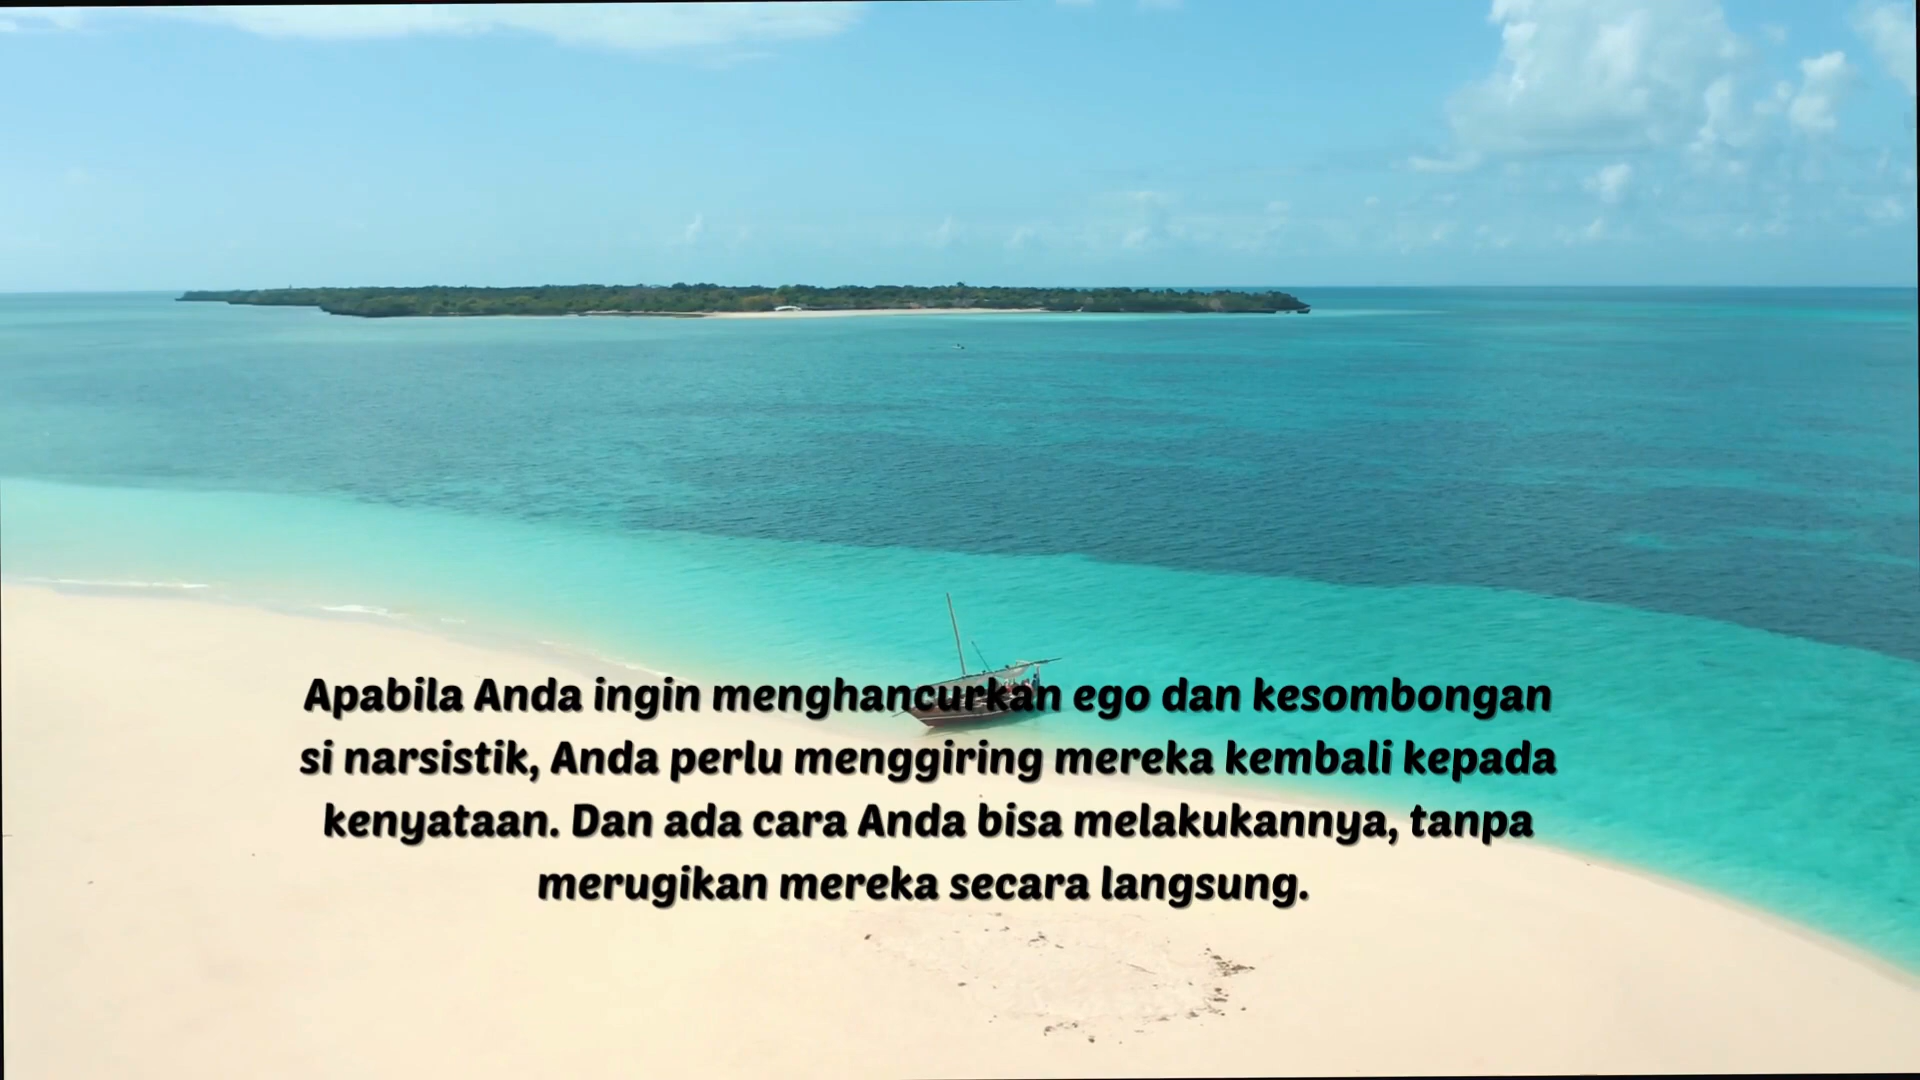 Apabila Anda ingin menghancurkan ego dan kesombongan
si narsistik, Anda perlu menggiring mereka kembali kepada
kenyataan. Dan ada cara Anda bisa melakukannya, tanpa
merugikan mereka secara langsung.